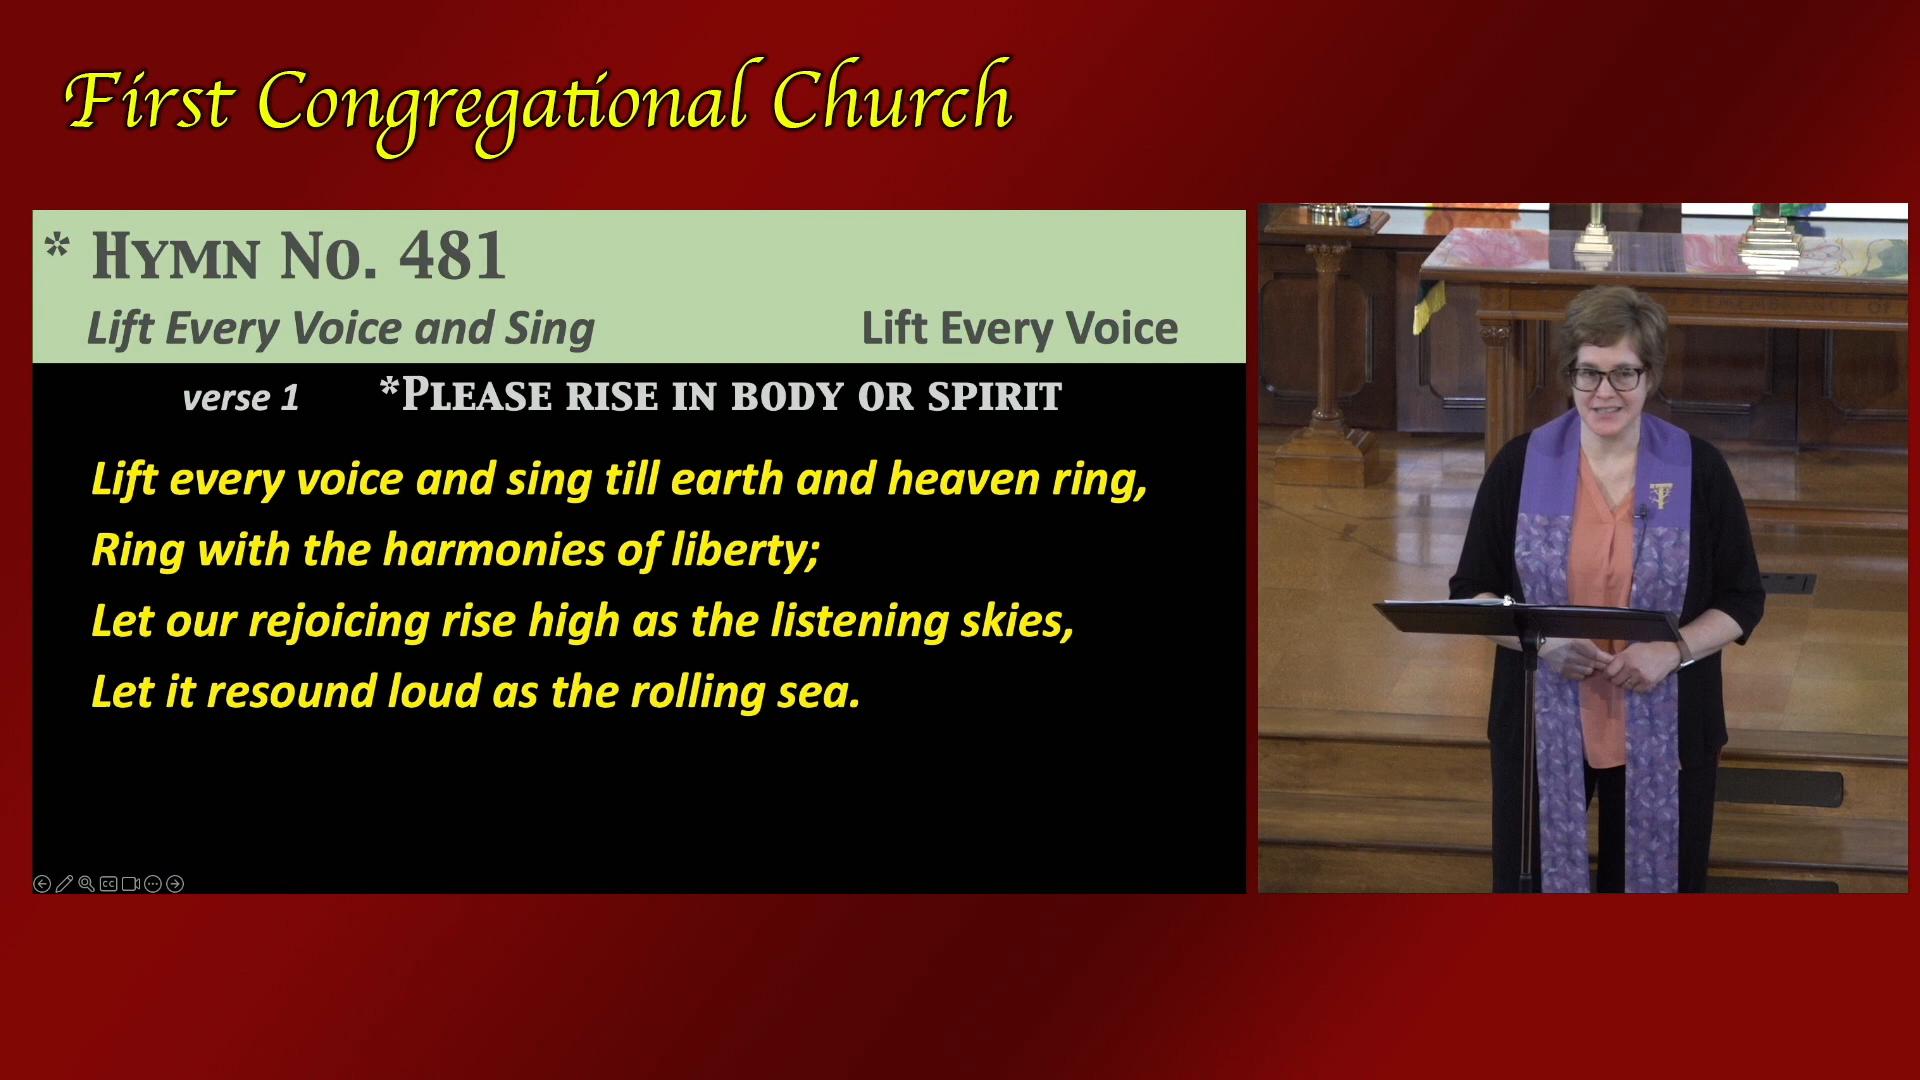 First Congregational Church
* Hymn No. 481
Lift Every Voice and Sing Lift Every Voice
verse 1 *Please rise in body or spirit
Lift every voice and sing till earth and heaven ring,
Ring with the harmonies of liberty;
Let our rejoicing rise high as the listening skies,
Let it resound loud as the rolling sea.
CC